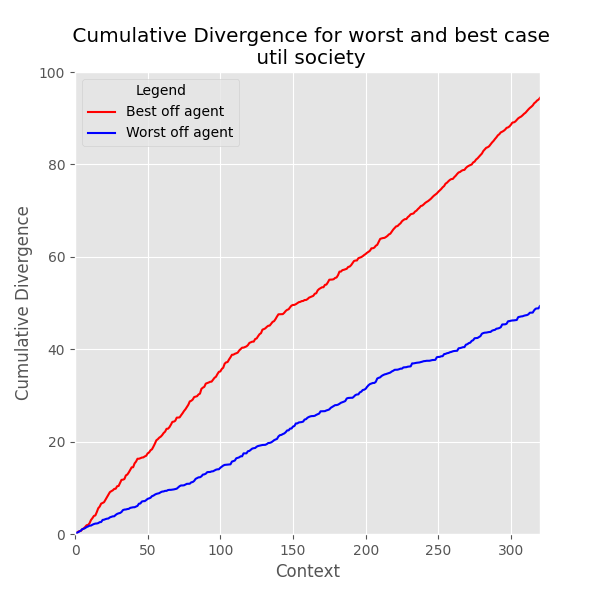 Cumulative Divergence for worst and best case
util society
Legend
Best off agent
Worst off agent
Cumulative Divergence
100
80
60
40
20
0
0 50 100 150 200 250 300
Context